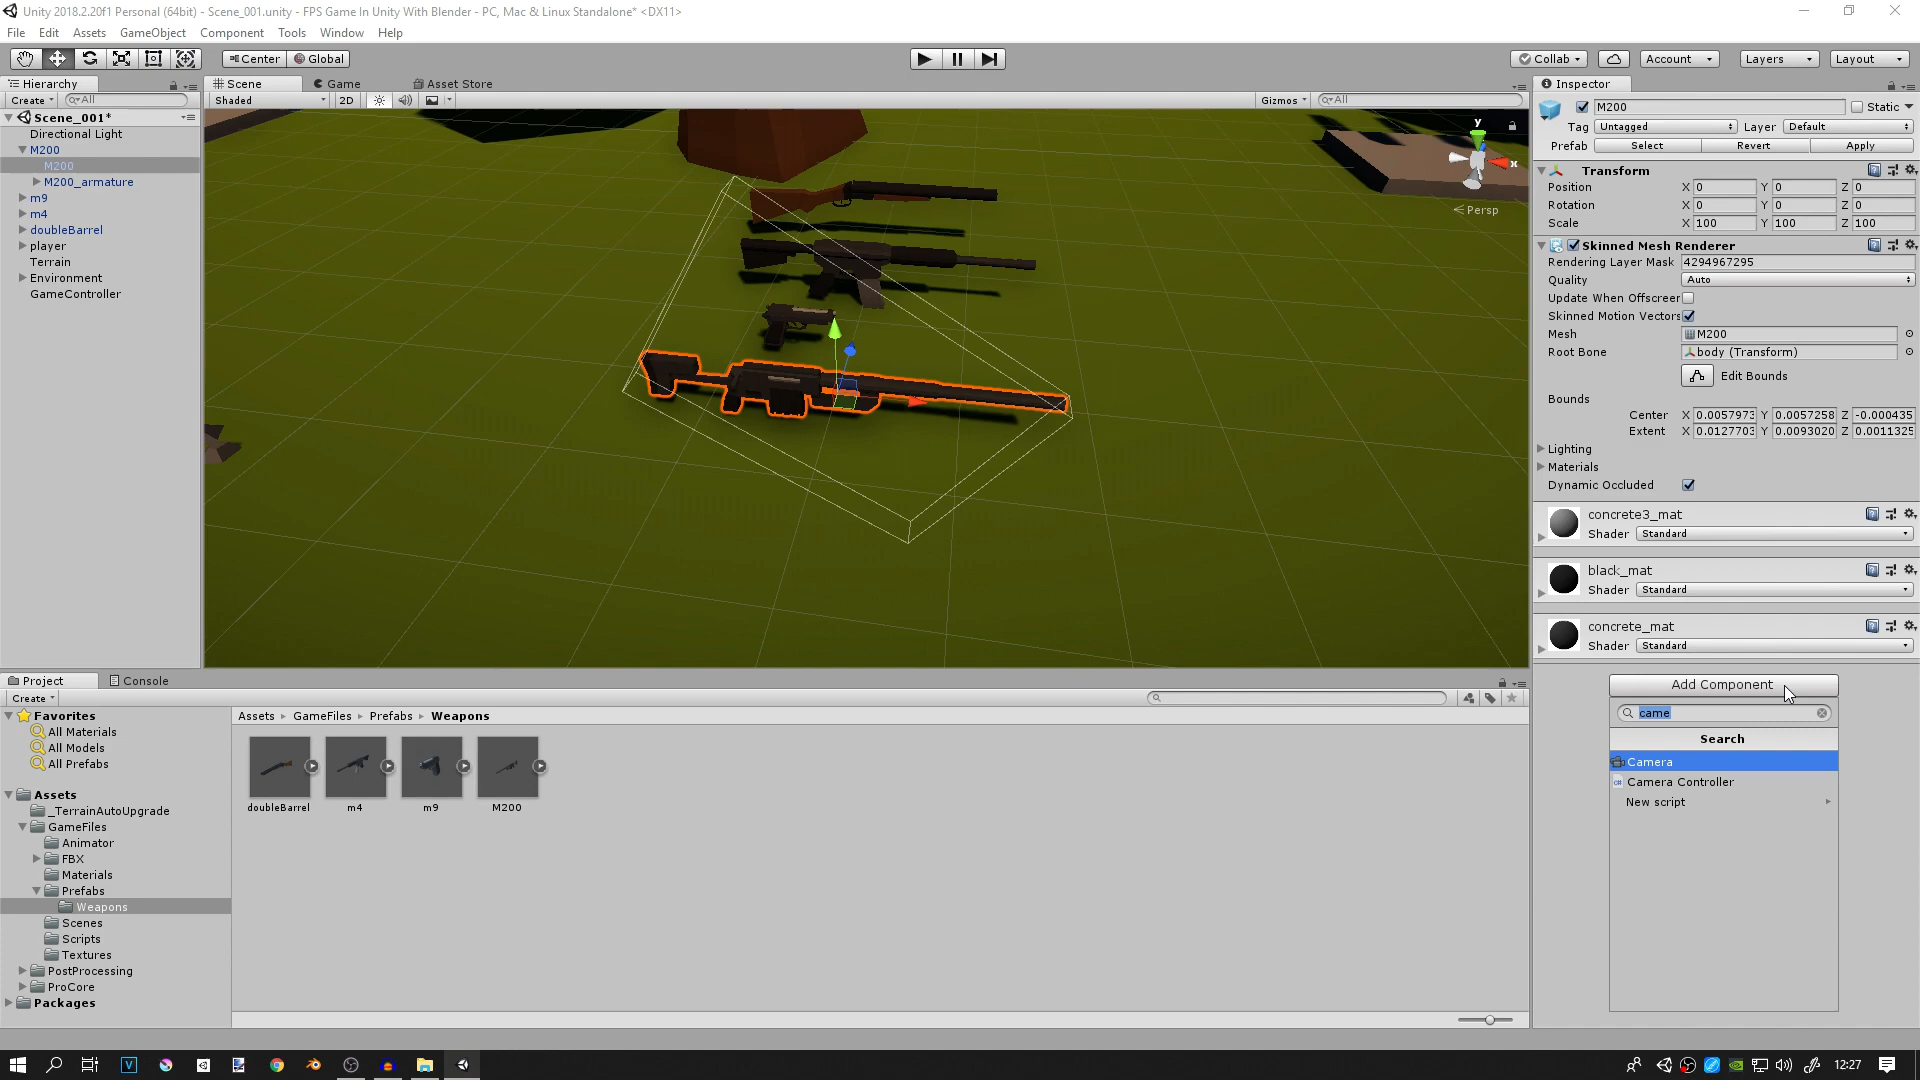 Unity 2018.2.20f1 Personal (64bit) - Scene_001.unity - FPS Game In Unity With Blender - PC, Mac & Linux Standalone* <DX11>
File Edit Assets GameObject Component Tools Window Help
Center Global Collab Account Layers Layout
Hierarchy Scene Game Asset Store Inspector
Create All Shaded 2D Gizmos All
M200 Static
Scene_001*
Tag Untagged Layer Default
Directional Light
Prefab Select Revert Apply
M200
M200
M200_armature
m9
m4
doubleBarrel
player
Terrain
Environment
GameController
y
x
Persp
Transform
Position X 0 Y 0 Z 0
Rotation X 0 Y 0 Z 0
Scale X 100 Y 100 Z 100
Skinned Mesh Renderer
Rendering Layer Mask 4294967295
Quality Auto
Update When Offscreen
Skinned Motion Vectors
Mesh M200
Root Bone body (Transform)
Edit Bounds
Bounds
Center X 0.0057973 Y 0.0057258 Z -0.000435
Extent X 0.0127703 Y 0.0093020 Z 0.0011325
Lighting
Materials
Dynamic Occluded
concrete3_mat
Shader Standard
black_mat
Shader Standard
concrete_mat
Shader Standard
Add Component
came
Search
Camera
Camera Controller
New script
Project Console
Create
Favorites
All Materials
All Models
All Prefabs
Assets
_TerrainAutoUpgrade
GameFiles
Animator
FBX
Materials
Prefabs
Weapons
Scenes
Scripts
Textures
PostProcessing
ProCore
Packages
Assets GameFiles Prefabs Weapons
doubleBarrel m4 m9 M200
12:27